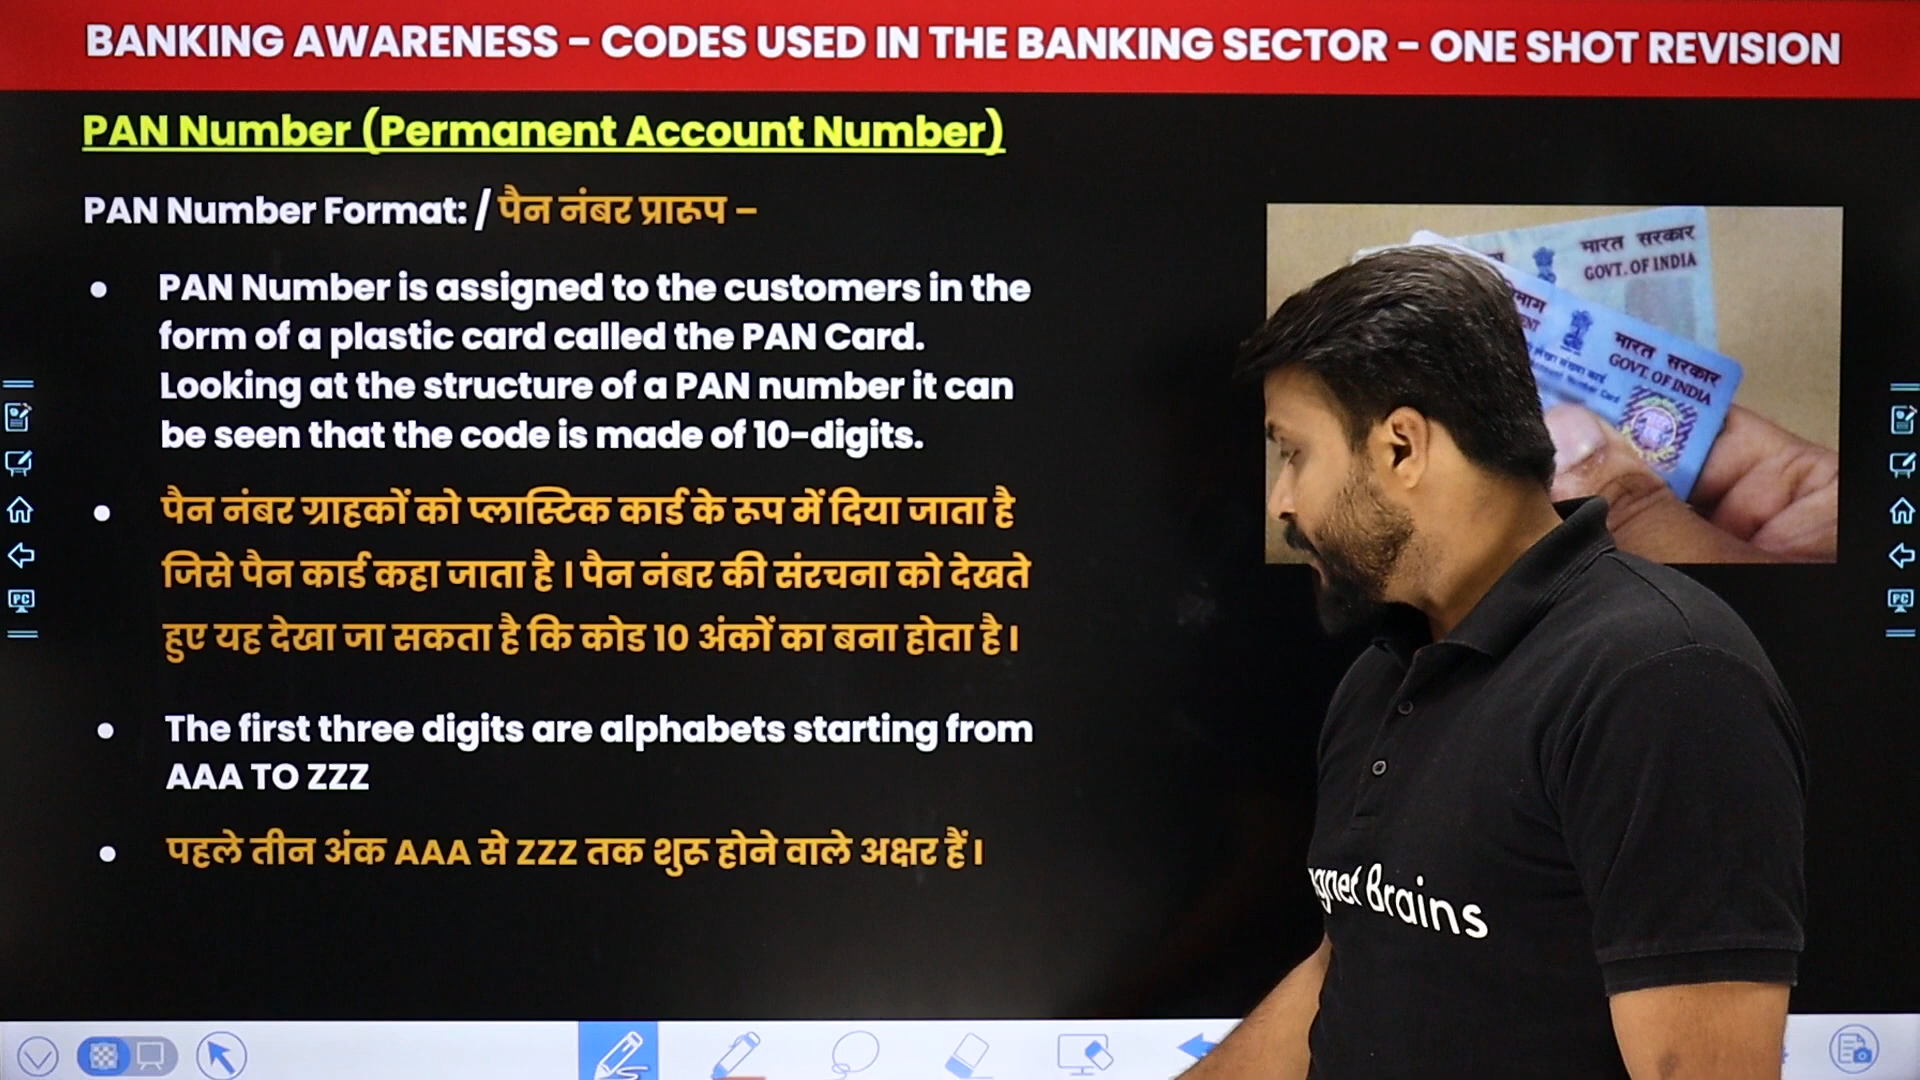 BANKING AWARENESS – CODES USED IN THE BANKING SECTOR – ONE SHOT REVISION
PAN Number (Permanent Account Number)
PAN Number Format: / पैन नंबर प्रारूप –
PAN Number is assigned to the customers in the
form of a plastic card called the PAN Card.
Looking at the structure of a PAN number it can
be seen that the code is made of 10-digits.
पैन नंबर ग्राहकों को प्लास्टिक कार्ड के रूप में दिया जाता है
जिसे पैन कार्ड कहा जाता है । पैन नंबर की संरचना को देखते
हुए यह देखा जा सकता है कि कोड 10 अंकों का बना होता है ।
The first three digits are alphabets starting from
AAA TO ZZZ
पहले तीन अंक AAA से ZZZ तक शुरू होने वाले अक्षर हैं ।
भारत सरकार
GOVT. OF INDIA
भारत सरकार
GOVT. OF INDIA
Brains
PC
PC